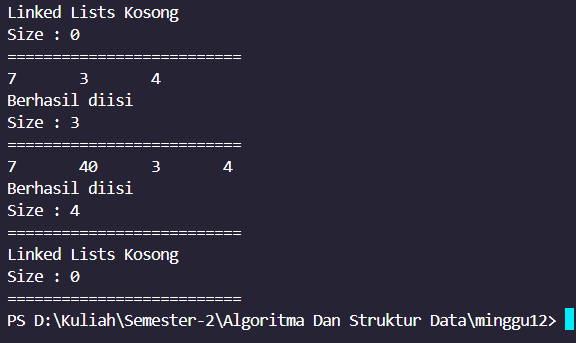 Linked Lists Kosong
Size : 0
==========================
7       3       4
Berhasil diisi
Size : 3
==========================
7       40      3       4
Berhasil diisi
Size : 4
==========================
Linked Lists Kosong
Size : 0
==========================
PS D:\Kuliah\Semester-2\Algoritma Dan Struktur Data\minggu12>